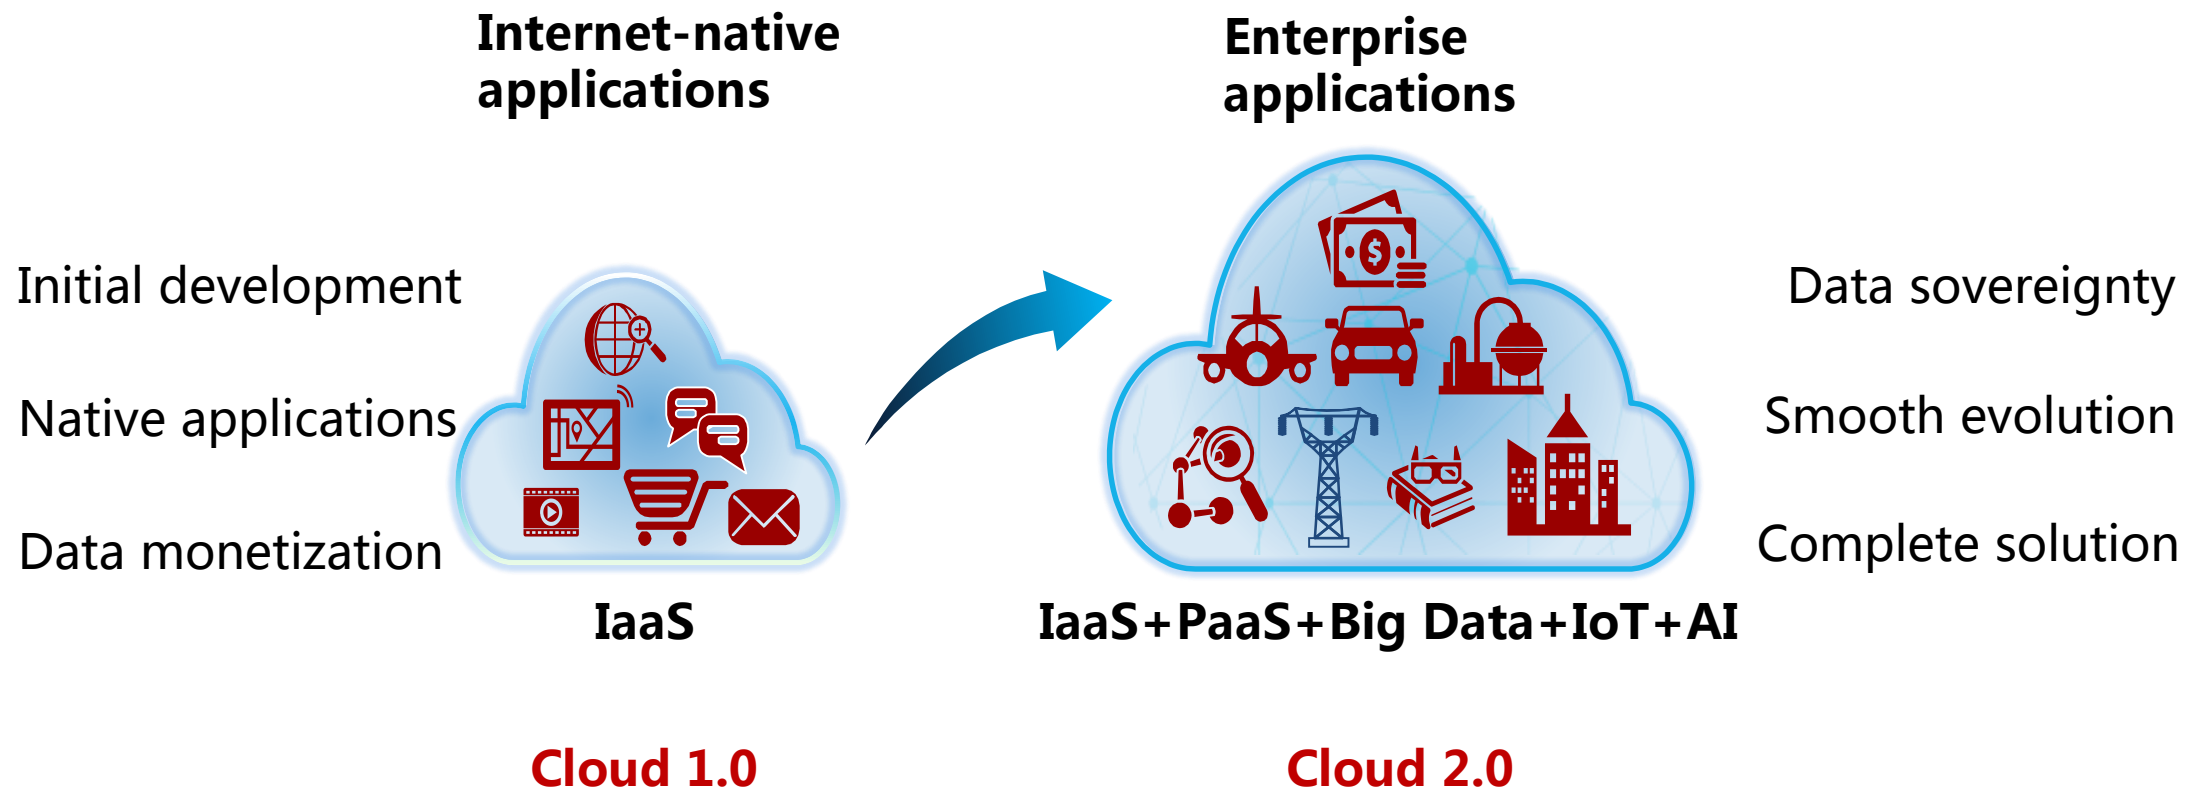 Internet-native
applications
Enterprise
applications
Initial development
Native applications
Data monetization
$
Data sovereignty
Smooth evolution
Complete solution
IaaS
IaaS+PaaS+Big Data+IoT+AI
Cloud 1.0
Cloud 2.0